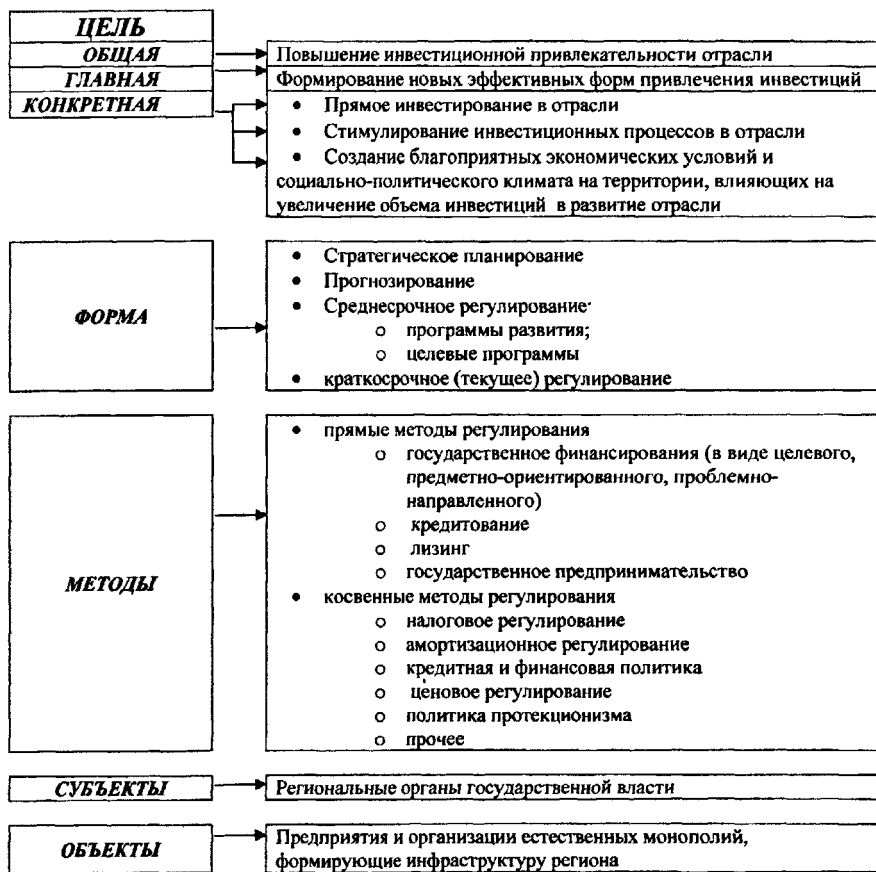 ЦЕЛЬ
ОБЩАЯ
Повышение инвестиционной привлекательности отрасли
ГЛАВНАЯ
Формирование новых эффективных форм привлечения инвестиций
КОНКРЕТНАЯ
• Прямое инвестирование в отрасли
• Стимулирование инвестиционных процессов в отрасли
• Создание благоприятных экономических условий и
социально-политического климата на территории, влияющих на
увеличение объема инвестиций в развитие отрасли
ФОРМА
• Стратегическое планирование
• Прогнозирование
• Среднесрочное регулирование
o программы развития;
o целевые программы
• краткосрочное (текущее) регулирование
МЕТОДЫ
• прямые методы регулирования
o государственное финансирования (в виде целевого,
предметно-ориентированного, проблемно-
направленного)
o кредитование
o лизинг
o государственное предпринимательство
• косвенные методы регулирования
o налоговое регулирование
o амортизационное регулирование
o кредитная и финансовая политика
o ценовое регулирование
o политика протекционизма
o прочее
СУБЪЕКТЫ
Региональные органы государственной власти
ОБЪЕКТЫ
Предприятия и организации естественных монополий,
формирующие инфраструктуру региона